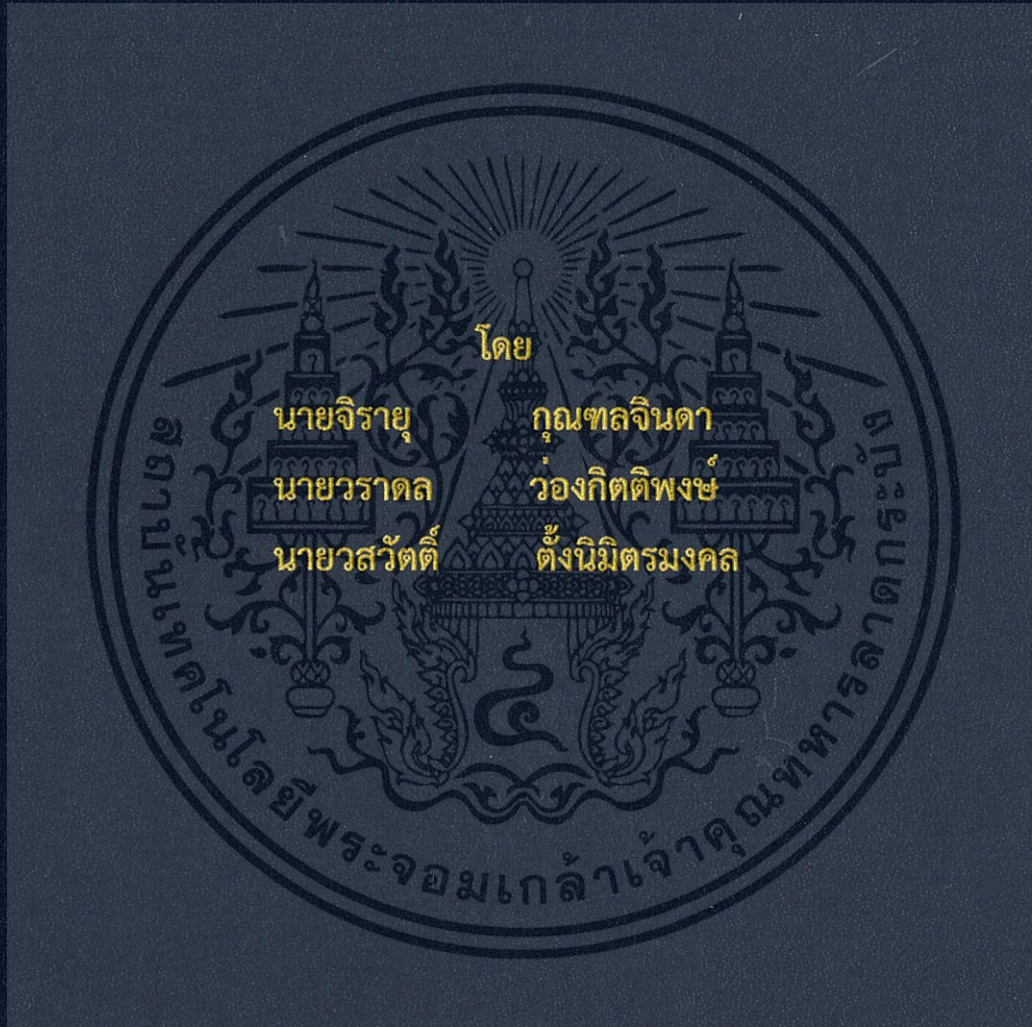 โดย
นายจิรายุ กุณฑลจินดา
นายวราดล ว่องกิตติพงษ์
นายวสวัตติ์ ตั้งนิมิตรมงคล
สถาบันเทคโนโลยีพระจอมเกล้าเจ้าคุณทหารลาดกระบัง
๔